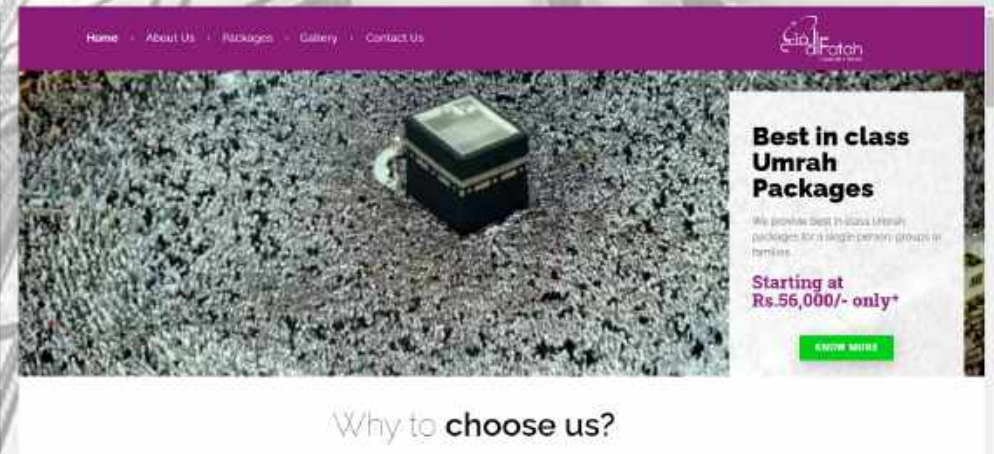 Home
About Us
Packages
Gallery
Contact Us
al Fatah
Best in class
Umrah
Packages
We provide best in class Umrah
packages for a single person, groups or
families.
Starting at
Rs.56,000/- only*
KNOW MORE
Why to choose us?